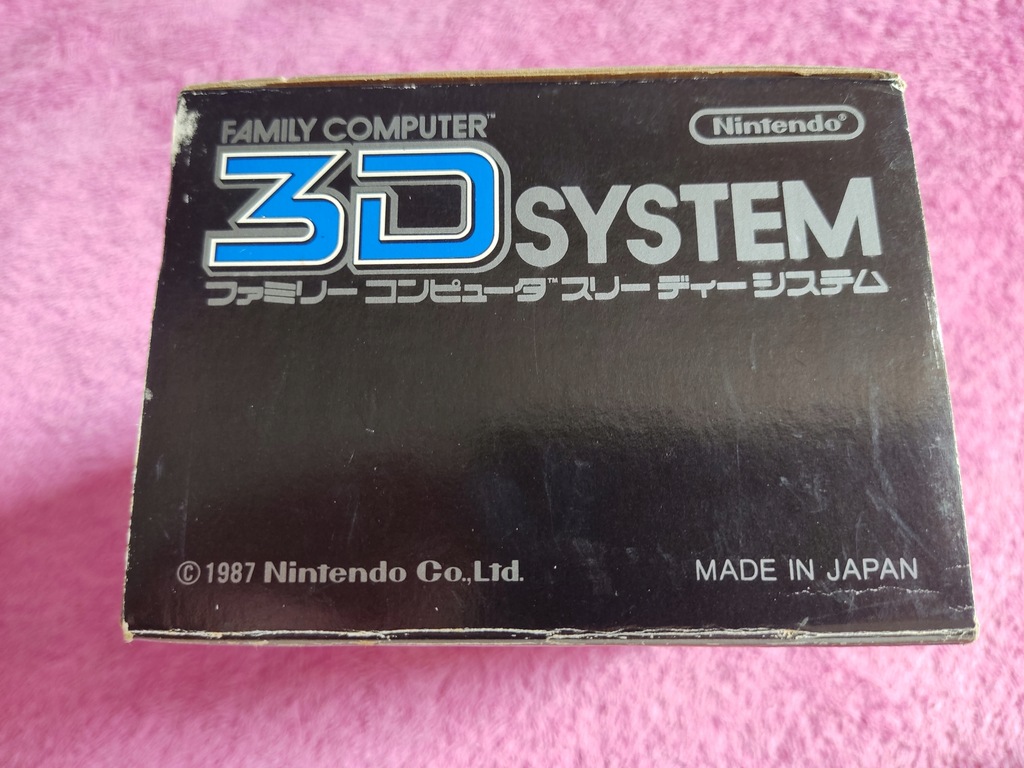 FAMILY COMPUTER™
Nintendo®
3D SYSTEM
ファミリー コンピュータ™ スリー ディー システム
©1987 Nintendo Co.,Ltd.
MADE IN JAPAN